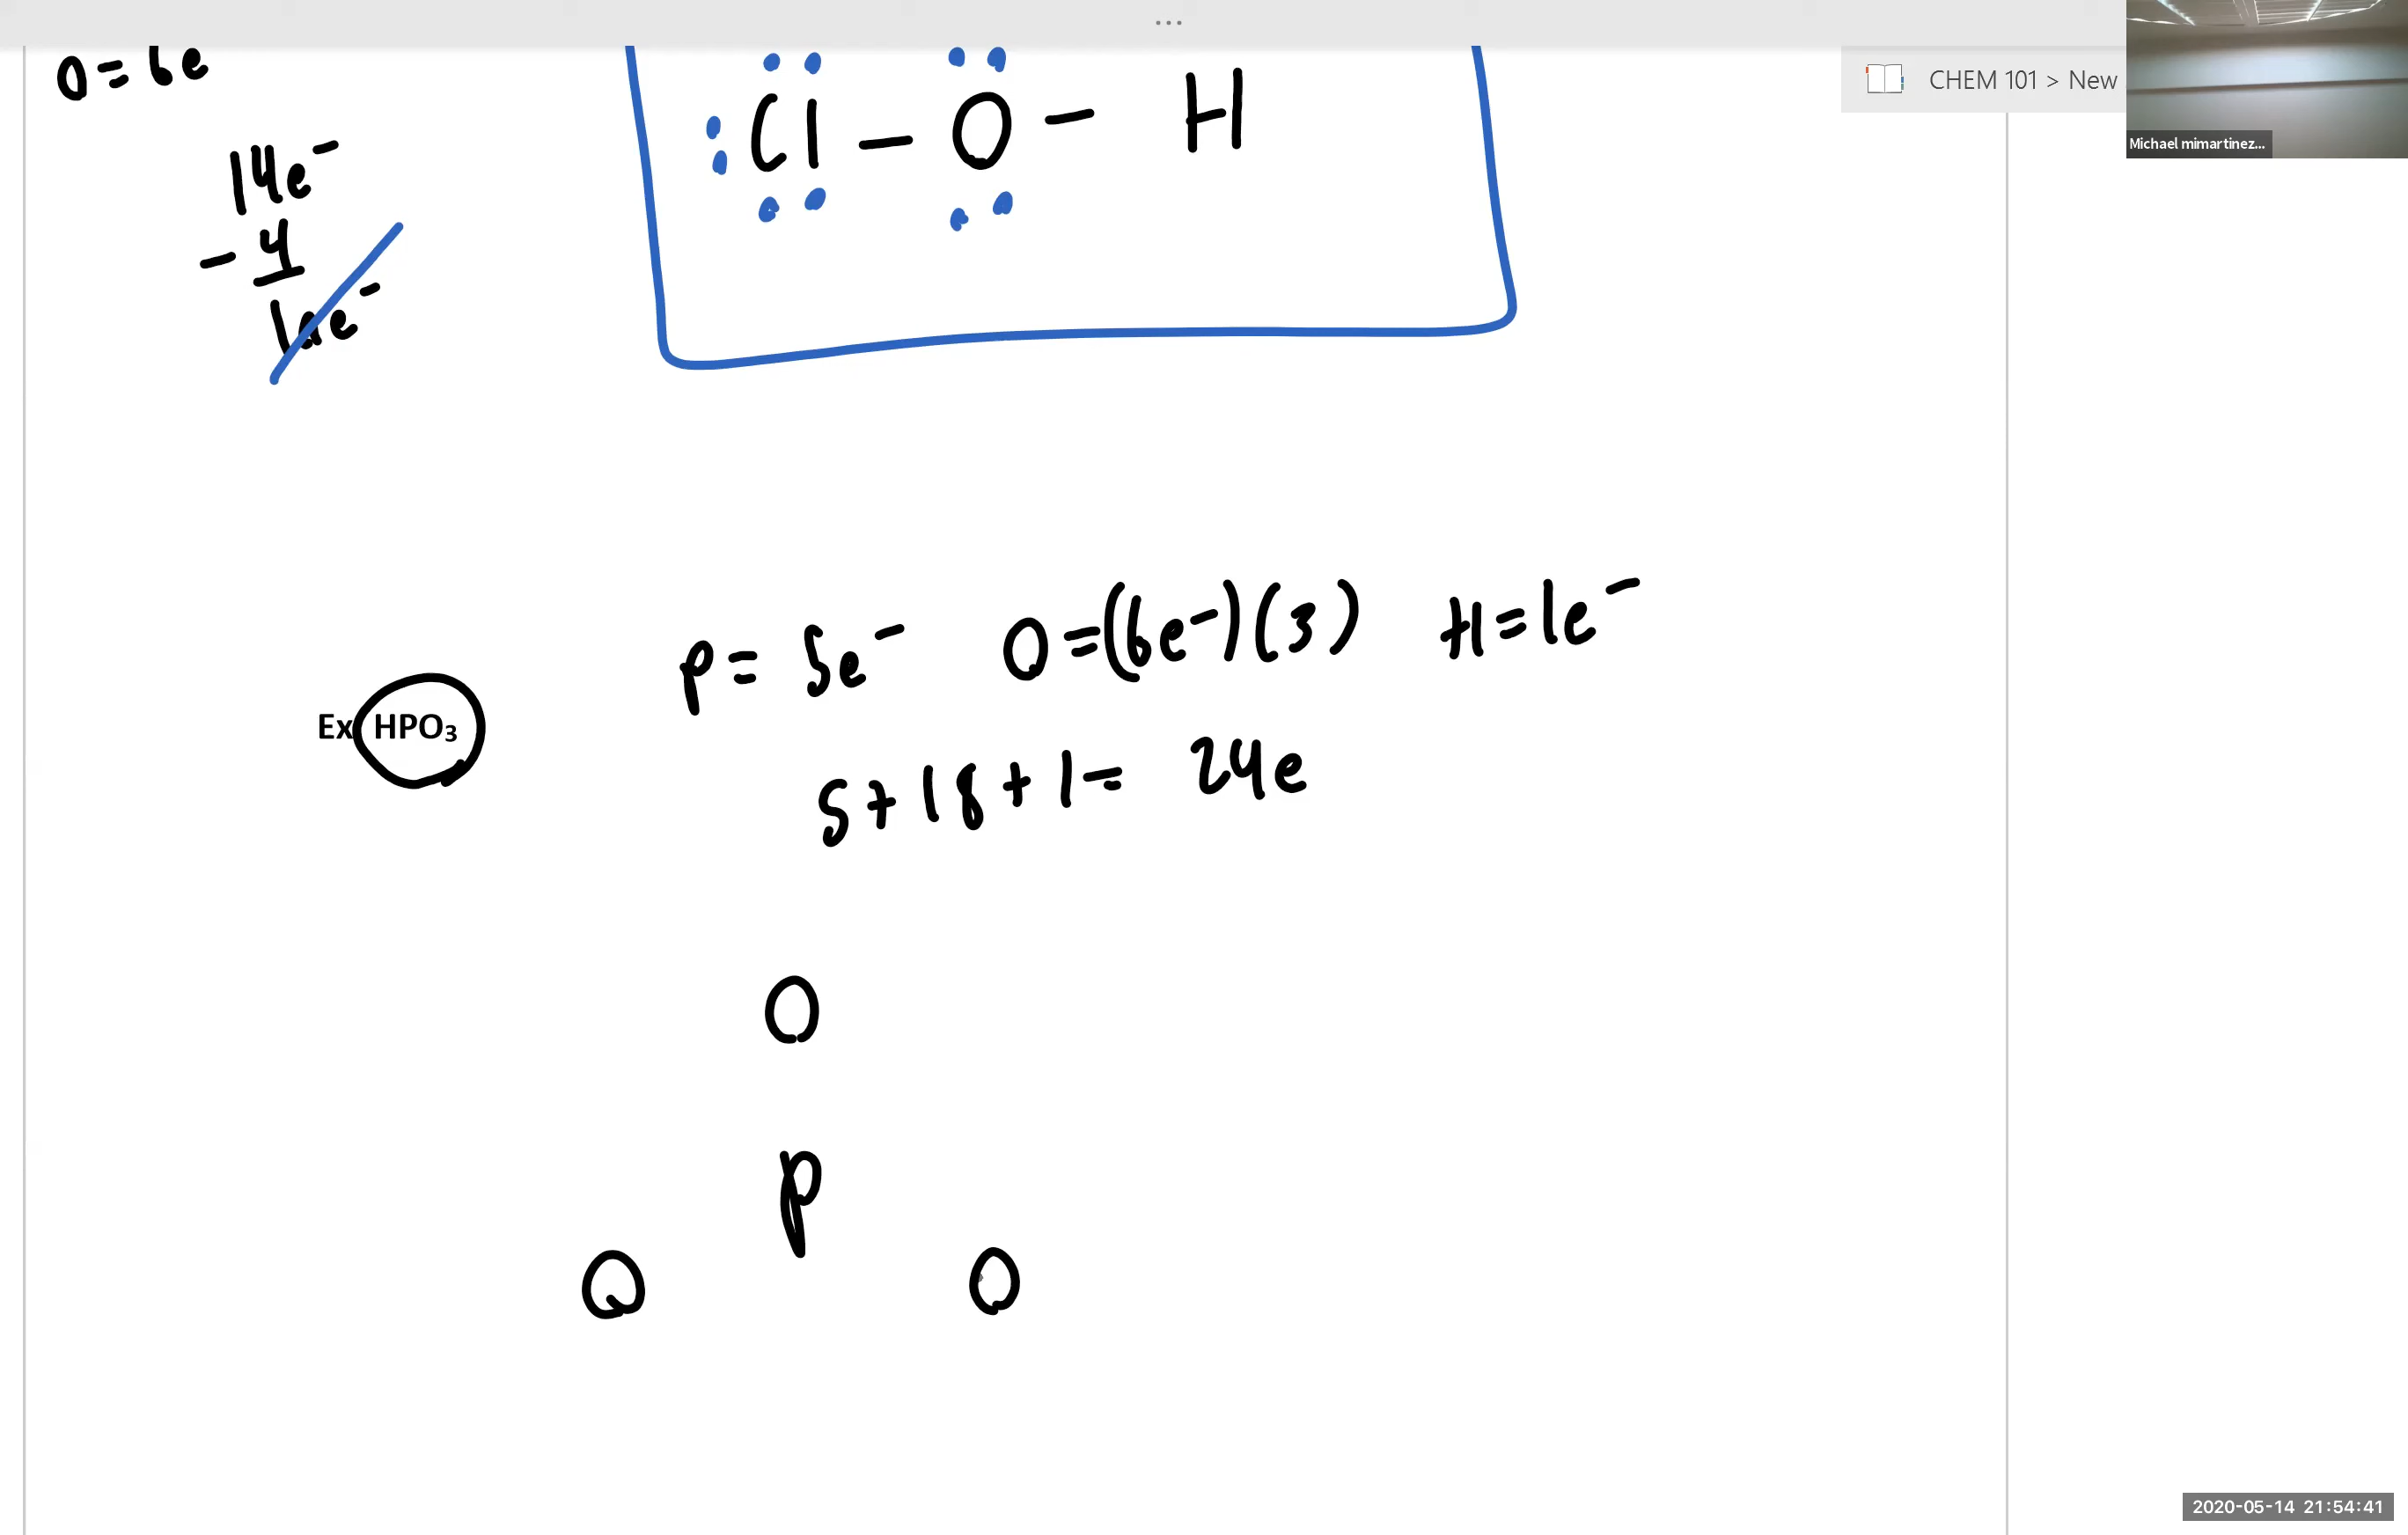 ...
CHEM 101 > New
Michael mimartinez...
O = 6e
14e⁻
- 4
10e⁻
Cl – O – H
P = 5e⁻ O = (6e⁻)(3) H = 1e⁻
Ex HPO₃
5 + 18 + 1 = 24e
O
P
O O
2020-05-14 21:54:41